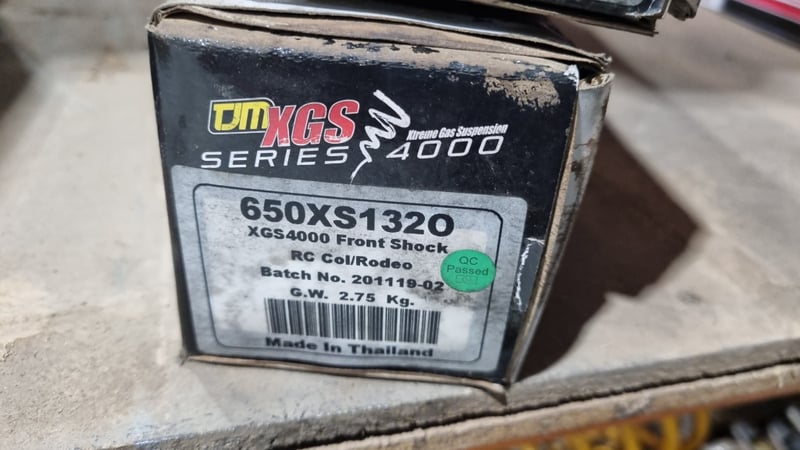 TJM XGS
Xtreme Gas Suspension
SERIES 4000
650XS132O
XGS4000 Front Shock
RC Col/Rodeo
Batch No. 201119-02
G.W. 2.75 Kg.
Made In Thailand
QC
Passed